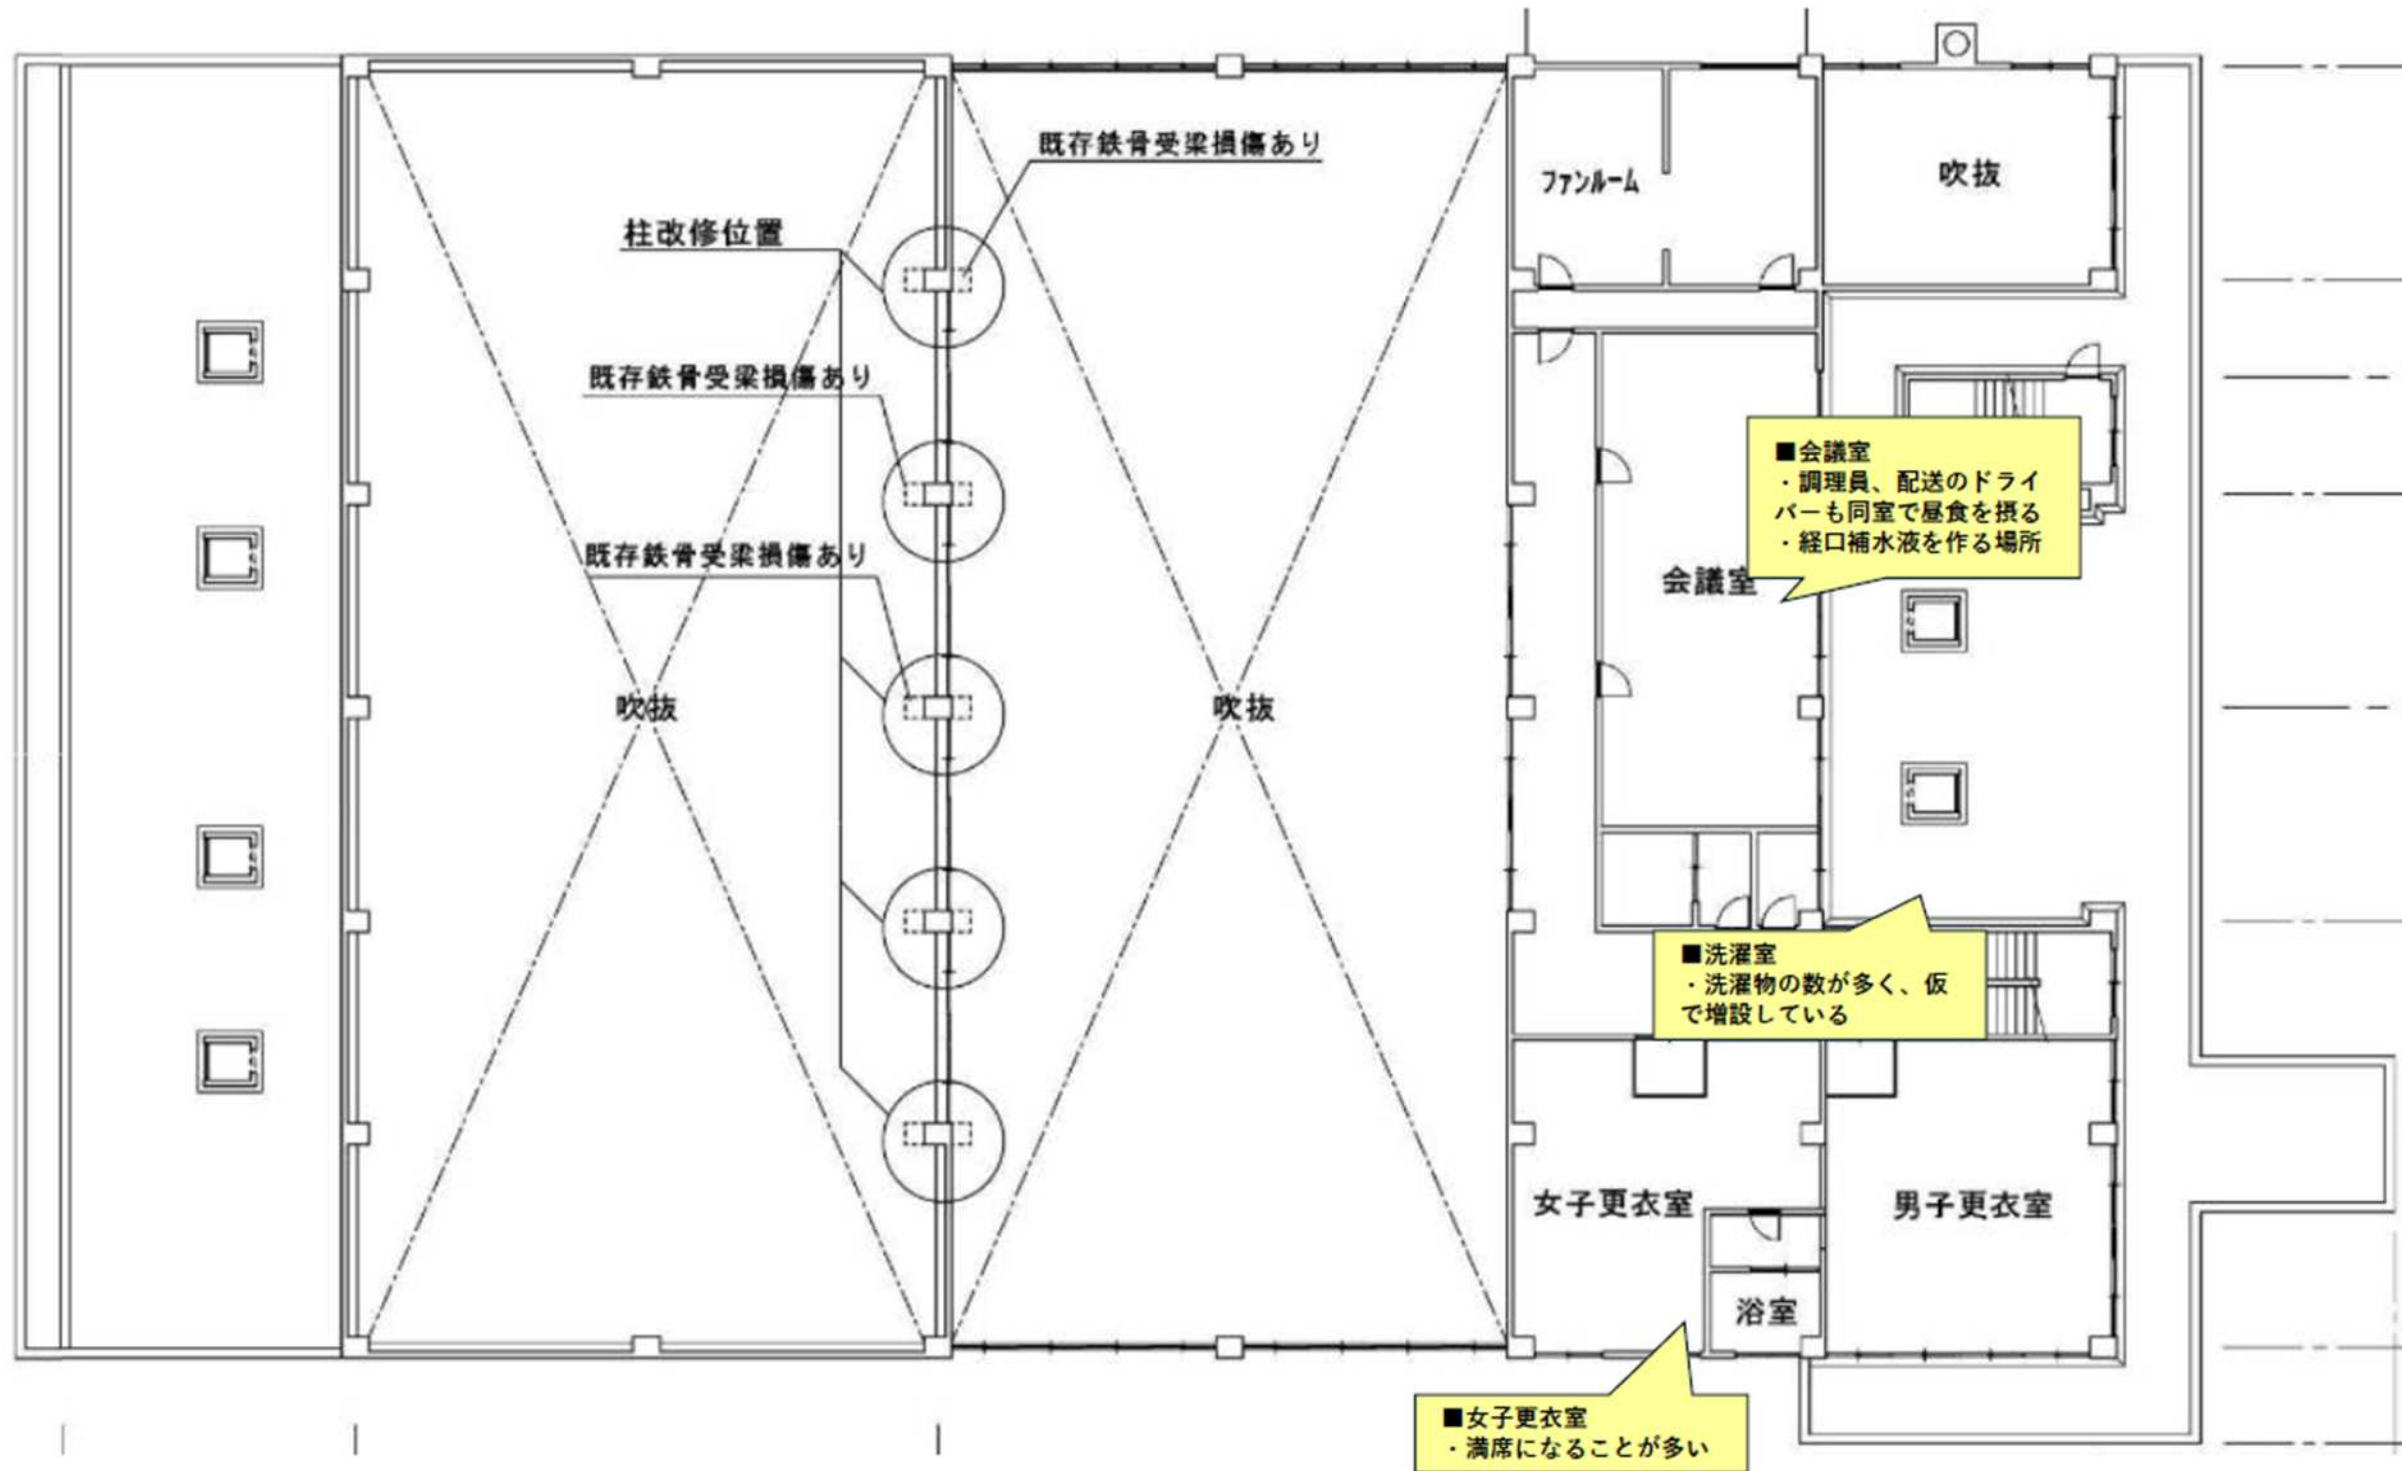 既存鉄骨受梁損傷あり
ファンルーム
吹抜
柱改修位置
既存鉄骨受梁損傷あり
■会議室
・調理員、配送のドライ
バーも同室で昼食を摂る
・経口補水液を作る場所
既存鉄骨受梁損傷あり
会議室
吹抜
吹抜
■洗濯室
・洗濯物の数が多く、仮
で増設している
女子更衣室
男子更衣室
浴室
■女子更衣室
・満席になることが多い